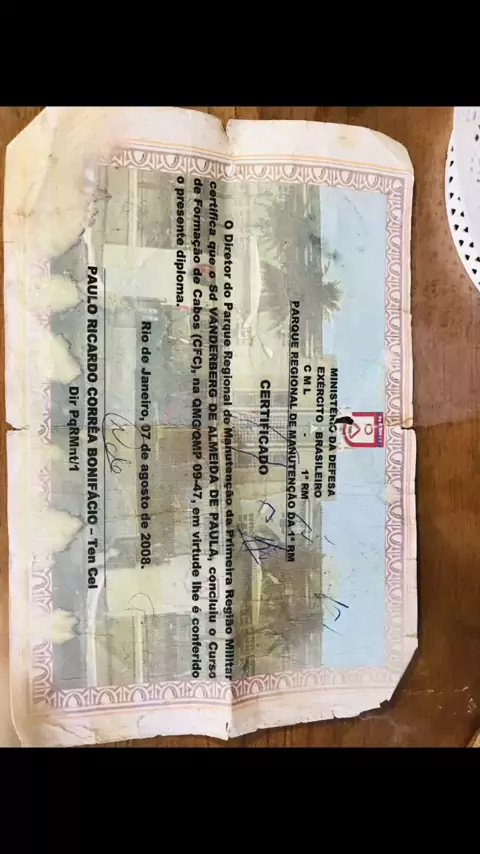 MINISTÉRIO DA DEFESA
EXÉRCITO BRASILEIRO
C M L - 1ª RM
PARQUE REGIONAL DE MANUTENÇÃO DA 1ª RM
CERTIFICADO
O Diretor do Parque Regional de Manutenção da Primeira Região Militar
certifica que o Sd VANDERBERG DE ALMEIDA DE PAULA, concluiu o Curso
de Formação de Cabos (CFC), na QMG/QMP 09-47, em virtude lhe é conferido
o presente diploma.
Rio de Janeiro, 07 de agosto de 2008.
PAULO RICARDO CORRÊA BONIFÁCIO – Ten Cel
Dir PqRMnt/1